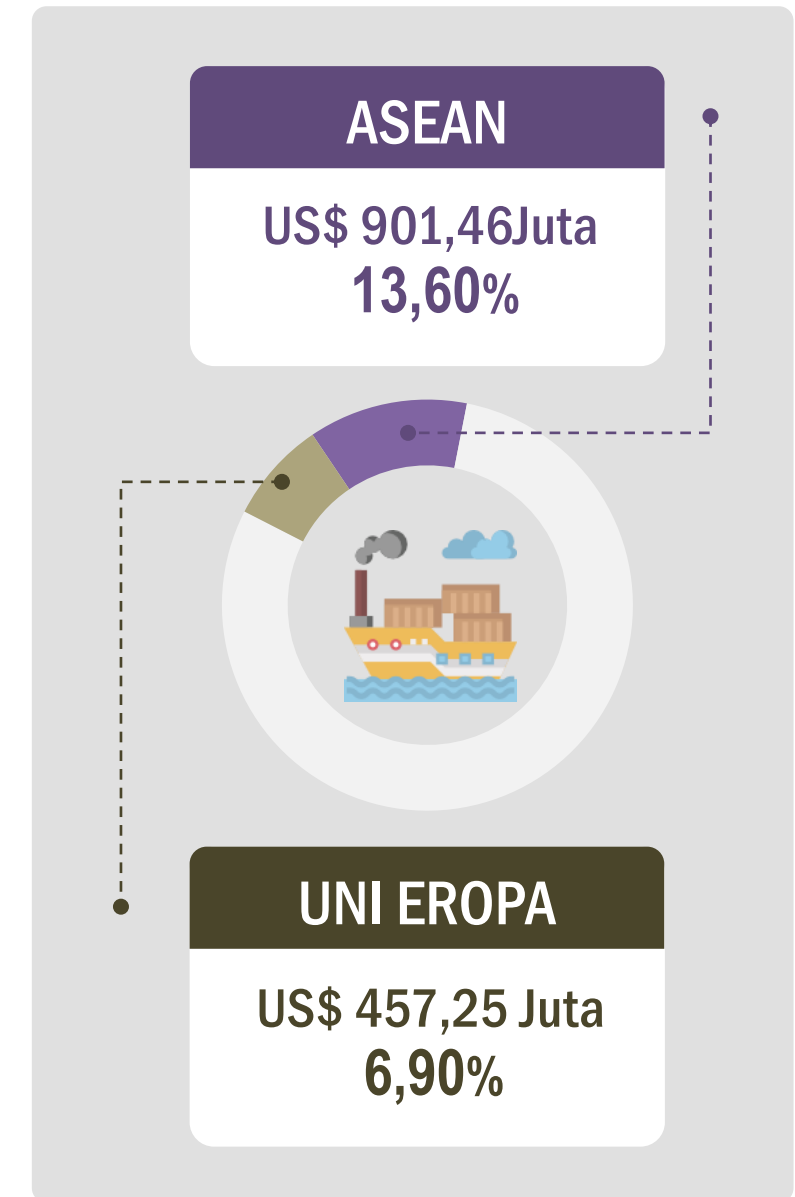 ASEAN
US$ 901,46Juta
13,60%
UNI EROPA
US$ 457,25 Juta
6,90%